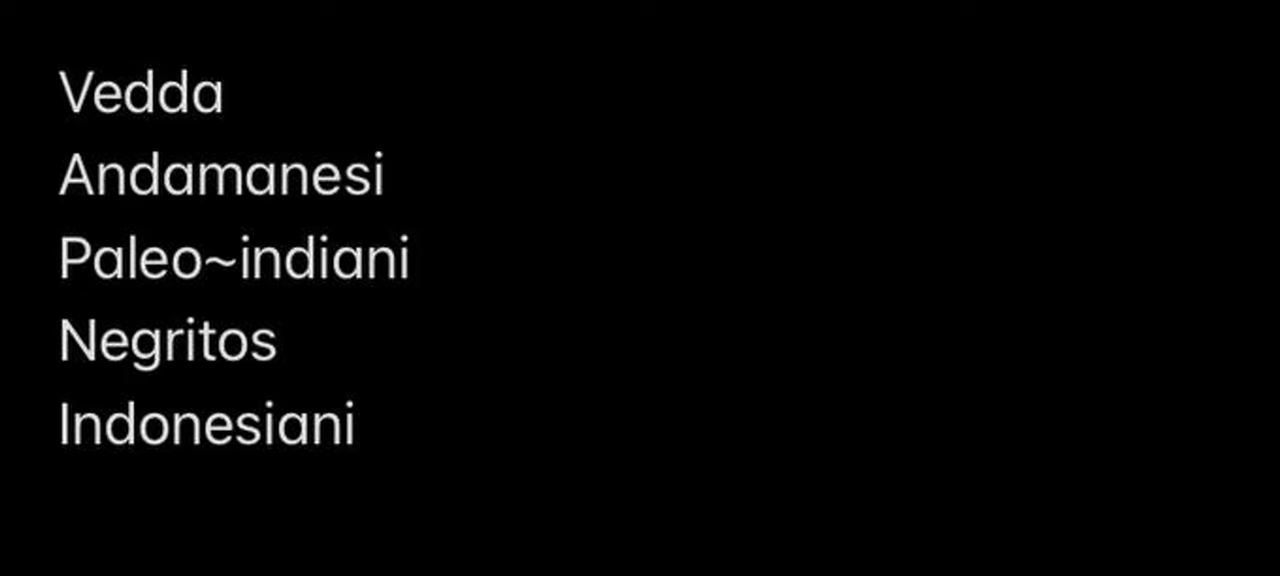 Vedda
Andamanesi
Paleo~indiani
Negritos
Indonesiani